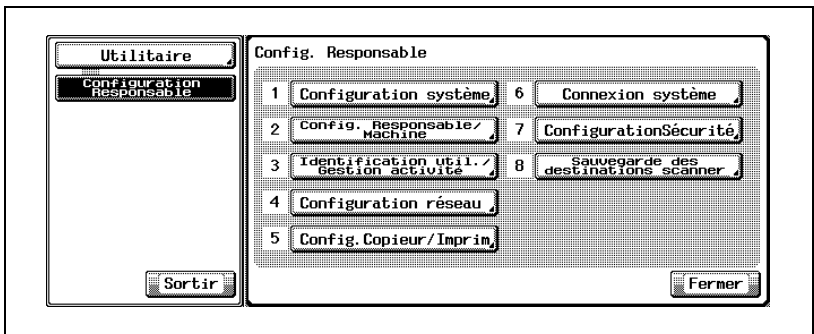 Utilitaire
Configuration
Responsable
Sortir
Config. Responsable
1 Configuration système
2 Config. Responsable/
Machine
3 Identification util./
Gestion activité
4 Configuration réseau
5 Config.Copieur/Imprim
6 Connexion système
7 ConfigurationSécurité
8 Sauvegarde des
destinations scanner
Fermer